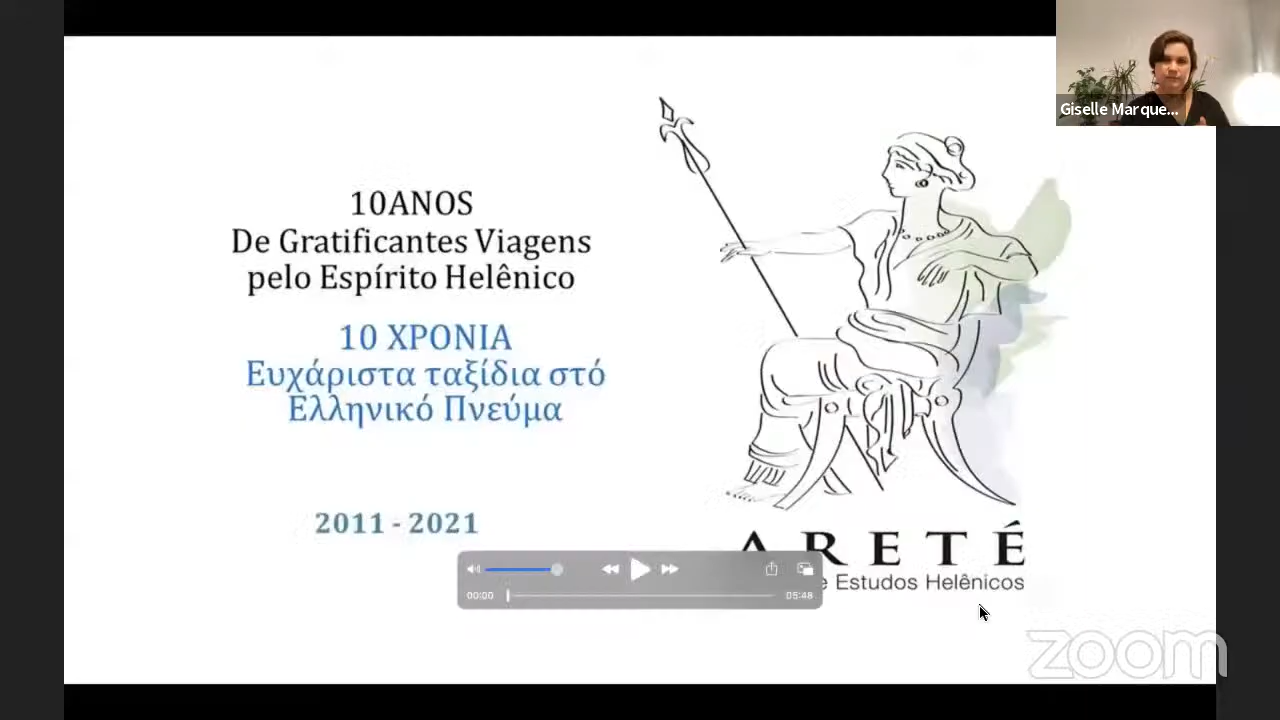 10ANOS
De Gratificantes Viagens
pelo Espírito Helênico
10 ΧΡΟΝΙΑ
Ευχάριστα ταξίδια στό
Ελληνικό Πνεύμα
2011 - 2021
ARETÉ
Estudos Helênicos
00:00
05:48
Giselle Marque...
zoom